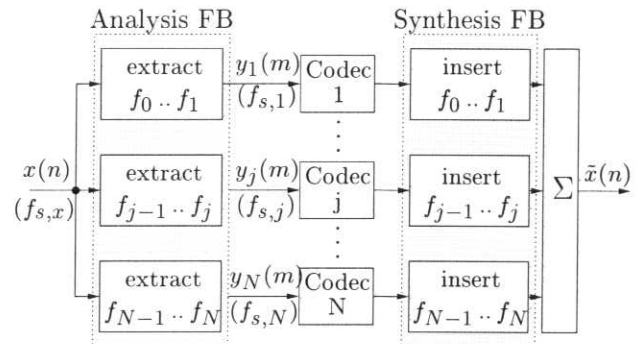 Analysis FB
Synthesis FB
extract
f_0 .. f_1
y_1(m)
(f_{s,1})
Codec
1
insert
f_0 .. f_1
x(n)
(f_{s,x})
extract
f_{j-1} .. f_j
y_j(m)
(f_{s,j})
Codec
j
insert
f_{j-1} .. f_j
Σ
x̃(n)
extract
f_{N-1} .. f_N
y_N(m)
(f_{s,N})
Codec
N
insert
f_{N-1} .. f_N